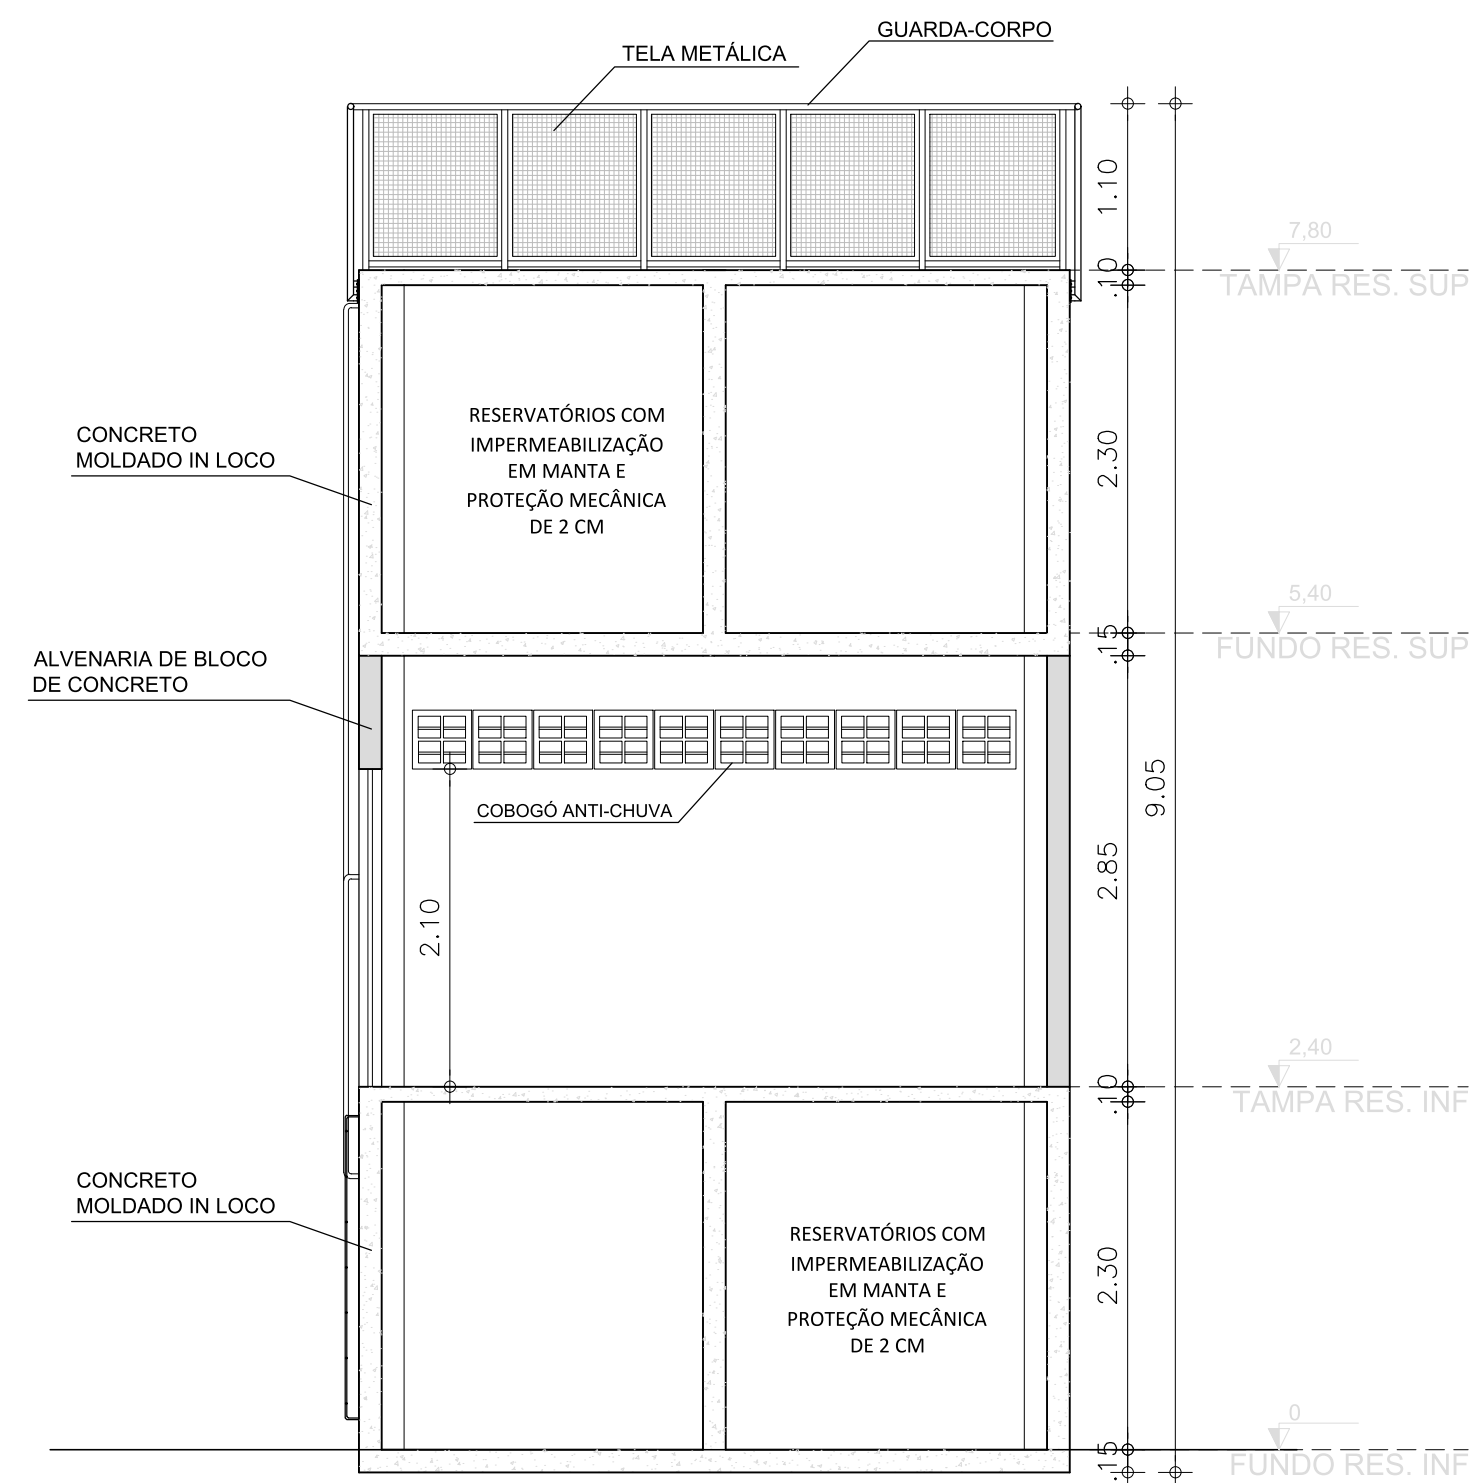 GUARDA-CORPO
TELA METÁLICA
1.10
7,80
.10
TAMPA RES. SUP
CONCRETO
MOLDADO IN LOCO
RESERVATÓRIOS COM
IMPERMEABILIZAÇÃO
EM MANTA E
PROTEÇÃO MECÂNICA
DE 2 CM
2.30
5,40
.15
FUNDO RES. SUP
ALVENARIA DE BLOCO
DE CONCRETO
COBOGÓ ANTI-CHUVA
9.05
2.85
2.10
2,40
.10
TAMPA RES. INF
CONCRETO
MOLDADO IN LOCO
RESERVATÓRIOS COM
IMPERMEABILIZAÇÃO
EM MANTA E
PROTEÇÃO MECÂNICA
DE 2 CM
2.30
0
.15
FUNDO RES. INF